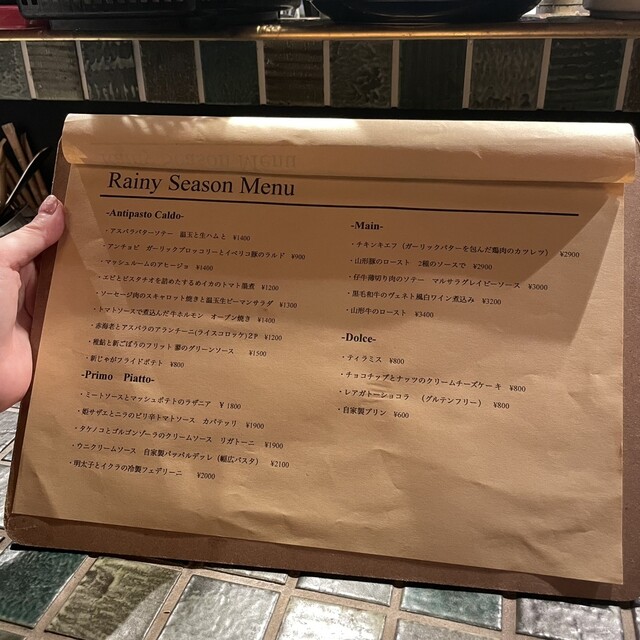 Rainy Season Menu
-Antipasto Caldo-
・アスパラバターソテー 温玉と生ハムと ¥1400
・アンチョビ ガーリックブロッコリーとイベリコ豚のラルド ¥900
・マッシュルームのアヒージョ ¥1400
・エビとピスタチオを詰めたするめイカのトマト煮煮 ¥1200
・ソーセージ肉のスキャロット焼きと温玉生ピーマンサラダ ¥1300
・トマトソースで煮込んだ牛ホルモン オーブン焼き ¥1400
・赤海老とアスパラのアランチーニ(ライスコロッケ)2P ¥1200
・稚鮎と新ごぼうのフリット 蓼のグリーンソース ¥1500
・新じゃがフライドポテト ¥800
-Primo Piatto-
・ミートソースとマッシュポテトのラザニア ¥1800
・姫サザエとニラのピリ辛トマトソース カバテッリ ¥1900
・タケノコとゴルゴンゾーラのクリームソース リガトーニ ¥1900
・ウニクリームソース 自家製パッパルデッレ(幅広パスタ) ¥2100
・明太子とイクラの冷製フェデリーニ ¥2000
-Main-
・チキンキエフ(ガーリックバターを包んだ鶏肉のカツレツ) ¥2900
・山形豚のロースト 2種のソースで ¥2900
・仔牛薄切り肉のソテー マルサラグレイビーソース ¥3000
・黒毛和牛のヴェネト風白ワイン煮込み ¥3200
・山形牛のロースト ¥3400
-Dolce-
・ティラミス ¥800
・チョコチップとナッツのクリームチーズケーキ ¥800
・レアガトーショコラ (グルテンフリー) ¥800
・自家製プリン ¥600